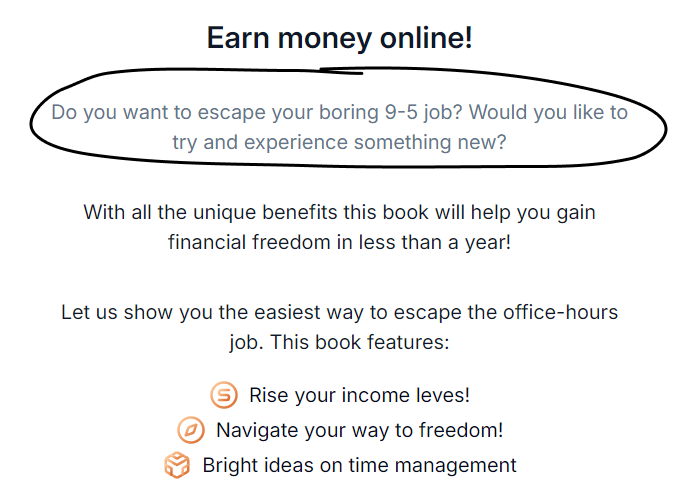 Earn money online!
Do you want to escape your boring 9-5 job? Would you like to
try and experience something new?
With all the unique benefits this book will help you gain
financial freedom in less than a year!
Let us show you the easiest way to escape the office-hours
job. This book features:
Rise your income leves!
Navigate your way to freedom!
Bright ideas on time management